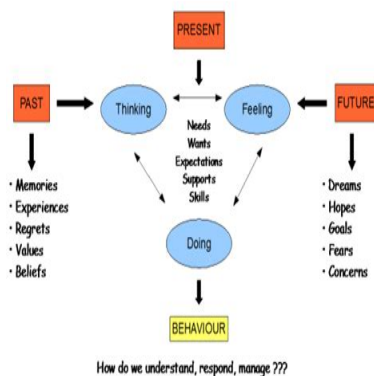 PRESENT
PAST
Thinking
Feeling
FUTURE
Needs
Wants
Expectations
Supports
Skills
• Memories
• Experiences
• Regrets
• Values
• Beliefs
• Dreams
• Hopes
• Goals
• Fears
• Concerns
Doing
BEHAVIOUR
How do we understand, respond, manage ???